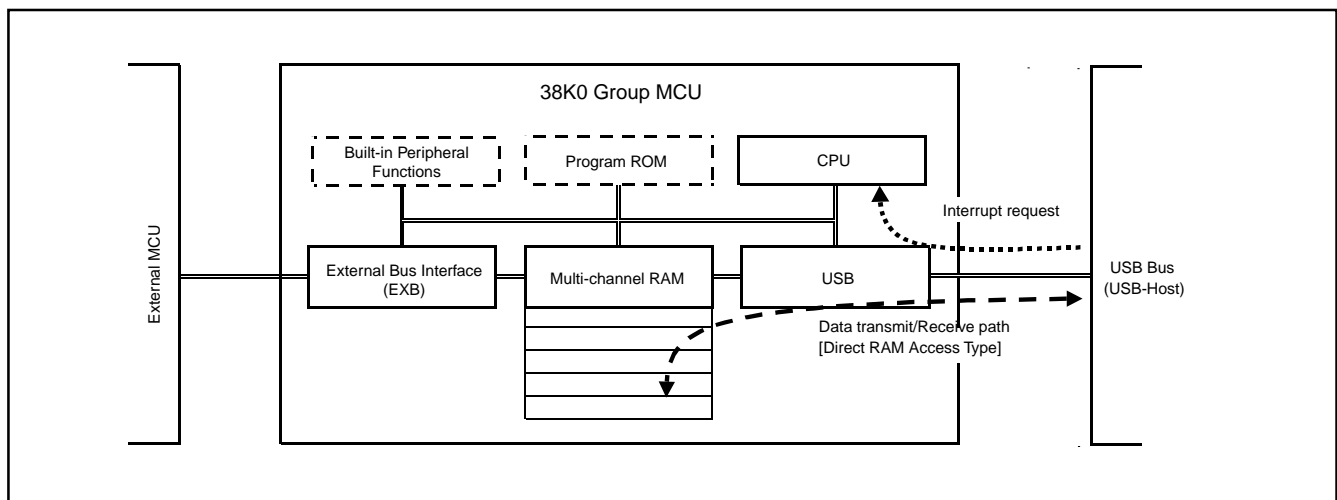 38K0 Group MCU
Built-in Peripheral
Functions
Program ROM
CPU
Interrupt request
External MCU
External Bus Interface
(EXB)
Multi-channel RAM
USB
USB Bus
(USB-Host)
Data transmit/Receive path
[Direct RAM Access Type]